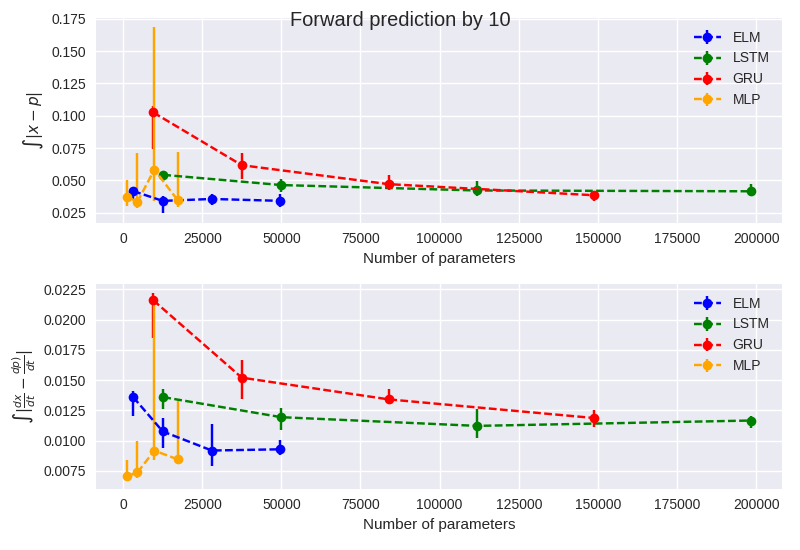 Forward prediction by 10
0.175
0.150
0.125
0.100
0.075
0.050
0.025
∫|x − p|
ELM
LSTM
GRU
MLP
0 25000 50000 75000 100000 125000 150000 175000 200000
Number of parameters
0.0225
0.0200
0.0175
0.0150
0.0125
0.0100
0.0075
∫|dx/dt − dp)/dt|
ELM
LSTM
GRU
MLP
0 25000 50000 75000 100000 125000 150000 175000 200000
Number of parameters